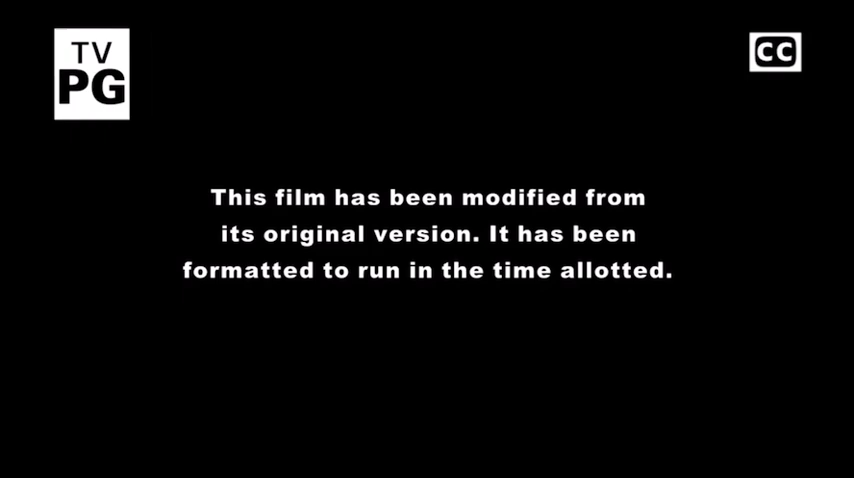 TV
PG
CC
This film has been modified from
its original version. It has been
formatted to run in the time allotted.